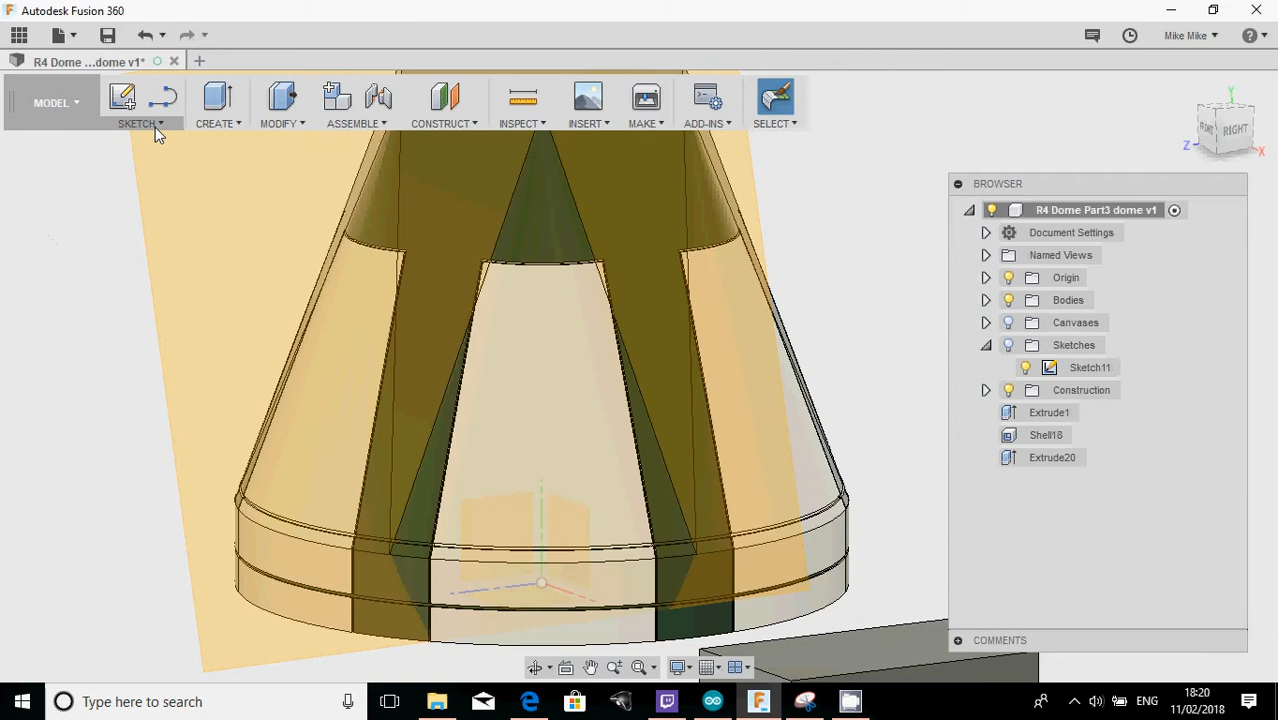 Autodesk Fusion 360
Mike Mike
R4 Dome ...dome v1*
MODEL
SKETCH
CREATE
MODIFY
ASSEMBLE
CONSTRUCT
INSPECT
INSERT
MAKE
ADD-INS
SELECT
Y
RIGHT
Z
X
BROWSER
R4 Dome Part3 dome v1
Document Settings
Named Views
Origin
Bodies
Canvases
Sketches
Sketch11
Construction
Extrude1
Shell18
Extrude20
COMMENTS
Type here to search
ENG
18:20
11/02/2018